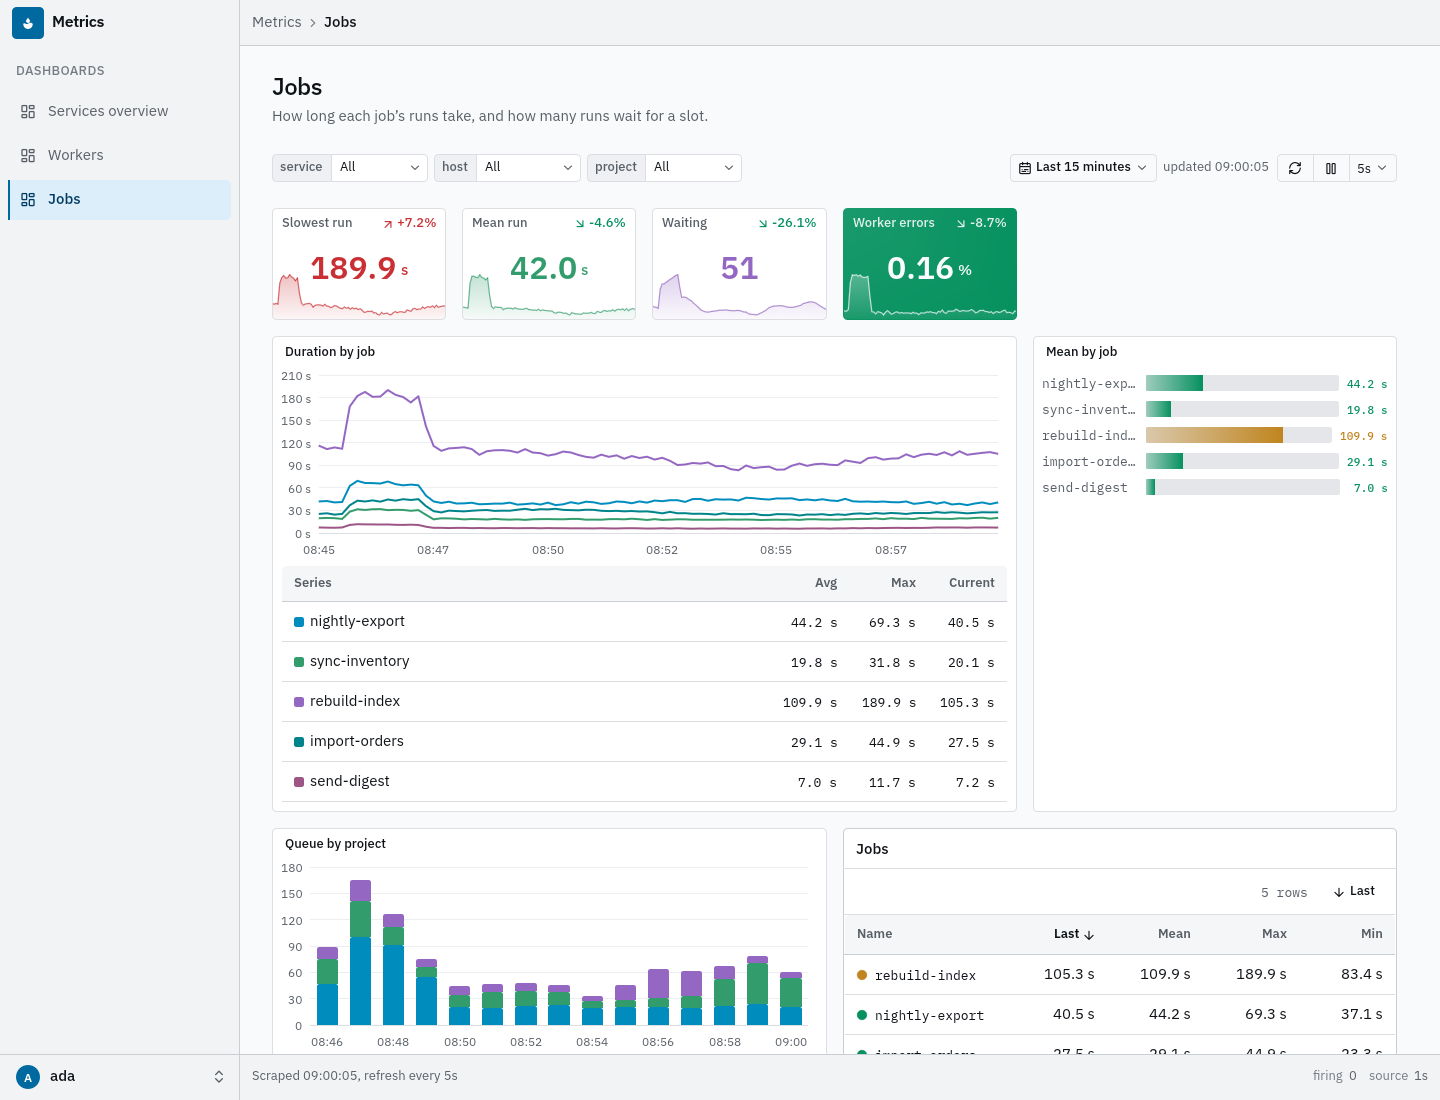 Metrics
DASHBOARDS
Services overview
Workers
Jobs
Metrics > Jobs
Jobs
How long each job’s runs take, and how many runs wait for a slot.
service All
host All
project All
Last 15 minutes
updated 09:00:05
5s
Slowest run +7.2%
189.9 s
Mean run -4.6%
42.0 s
Waiting -26.1%
51
Worker errors -8.7%
0.16 %
Duration by job
210 s
180 s
150 s
120 s
90 s
60 s
30 s
0 s
08:45 08:47 08:50 08:52 08:55 08:57
Series Avg Max Current
nightly-export 44.2 s 69.3 s 40.5 s
sync-inventory 19.8 s 31.8 s 20.1 s
rebuild-index 109.9 s 189.9 s 105.3 s
import-orders 29.1 s 44.9 s 27.5 s
send-digest 7.0 s 11.7 s 7.2 s
Mean by job
nightly-exp… 44.2 s
sync-invent… 19.8 s
rebuild-ind… 109.9 s
import-orde… 29.1 s
send-digest 7.0 s
Queue by project
180
150
120
90
60
30
0
08:46 08:48 08:50 08:52 08:54 08:56 08:58 09:00
Jobs
5 rows Last
Name Last Mean Max Min
rebuild-index 105.3 s 109.9 s 189.9 s 83.4 s
nightly-export 40.5 s 44.2 s 69.3 s 37.1 s
import-orders 27.5 s 29.1 s 44.9 s 23.3 s
A ada
Scraped 09:00:05, refresh every 5s
firing 0 source 1s